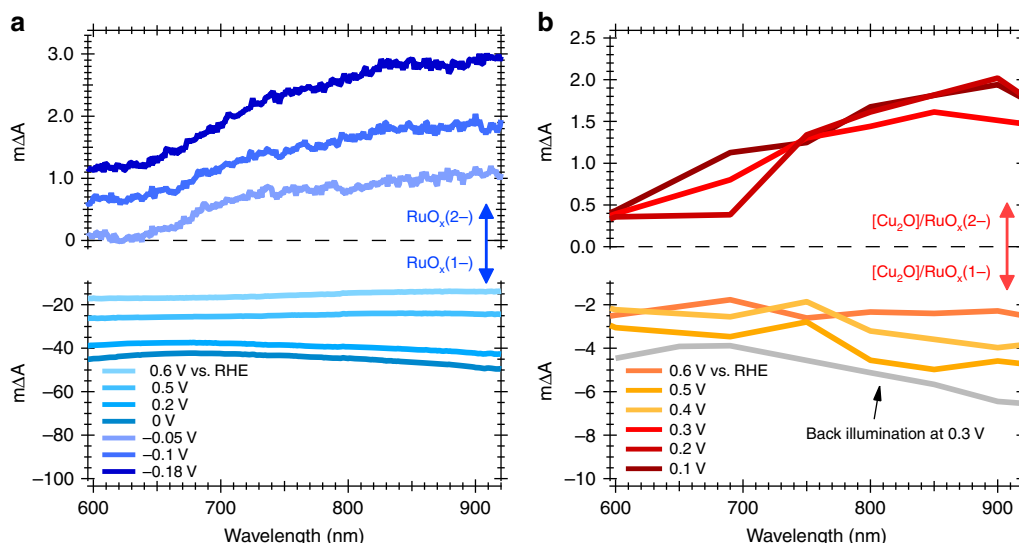 a
3.0
2.0
1.0
0
mΔA
RuOₓ(2–)
RuOₓ(1–)
–20
–40
–60
–80
–100
mΔA
0.6 V vs. RHE
0.5 V
0.2 V
0 V
–0.05 V
–0.1 V
–0.18 V
600 700 800 900
Wavelength (nm)
b
2.5
2.0
1.5
1.0
0.5
0.0
mΔA
[Cu₂O]/RuOₓ(2–)
[Cu₂O]/RuOₓ(1–)
–2
–4
–6
–8
–10
mΔA
0.6 V vs. RHE
0.5 V
0.4 V
0.3 V
0.2 V
0.1 V
Back illumination at 0.3 V
600 700 800 900
Wavelength (nm)